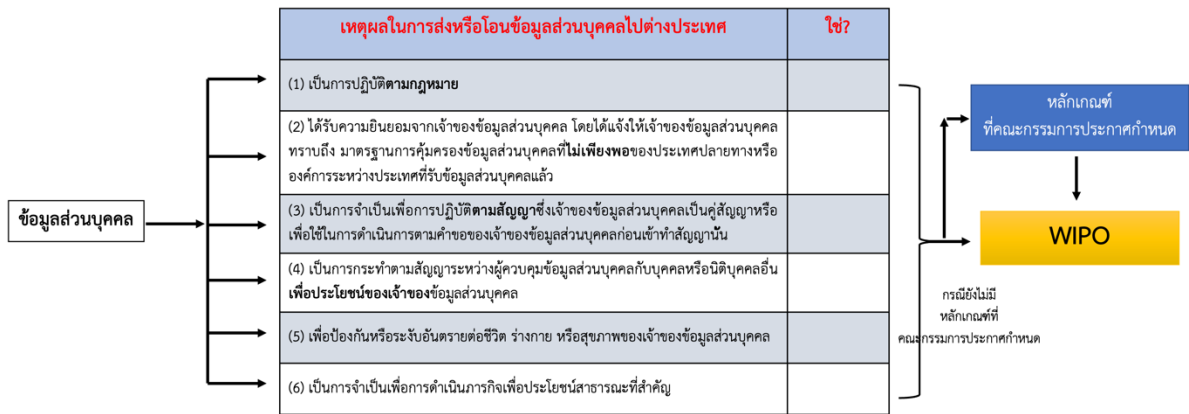 เหตุผลในการส่งหรือโอนข้อมูลส่วนบุคคลไปต่างประเทศ
ใช่?
(1) เป็นการปฏิบัติตามกฎหมาย
(2) ได้รับความยินยอมจากเจ้าของข้อมูลส่วนบุคคล โดยได้แจ้งให้เจ้าของข้อมูลส่วนบุคคล
ทราบถึง มาตรฐานการคุ้มครองข้อมูลส่วนบุคคลที่ไม่เพียงพอของประเทศปลายทางหรือ
องค์การระหว่างประเทศที่รับข้อมูลส่วนบุคคลแล้ว
(3) เป็นการจำเป็นเพื่อการปฏิบัติตามสัญญาซึ่งเจ้าของข้อมูลส่วนบุคคลเป็นคู่สัญญาหรือ
เพื่อใช้ในการดำเนินการตามคำขอของเจ้าของข้อมูลส่วนบุคคลก่อนเข้าทำสัญญานั้น
(4) เป็นการกระทำตามสัญญาระหว่างผู้ควบคุมข้อมูลส่วนบุคคลกับบุคคลหรือนิติบุคคลอื่น
เพื่อประโยชน์ของเจ้าของข้อมูลส่วนบุคคล
(5) เพื่อป้องกันหรือระงับอันตรายต่อชีวิต ร่างกาย หรือสุขภาพของเจ้าของข้อมูลส่วนบุคคล
(6) เป็นการจำเป็นเพื่อการดำเนินภารกิจเพื่อประโยชน์สาธารณะที่สำคัญ
ข้อมูลส่วนบุคคล
หลักเกณฑ์
ที่คณะกรรมการประกาศกำหนด
WIPO
กรณียังไม่มี
หลักเกณฑ์ที่
คณะกรรมการประกาศกำหนด